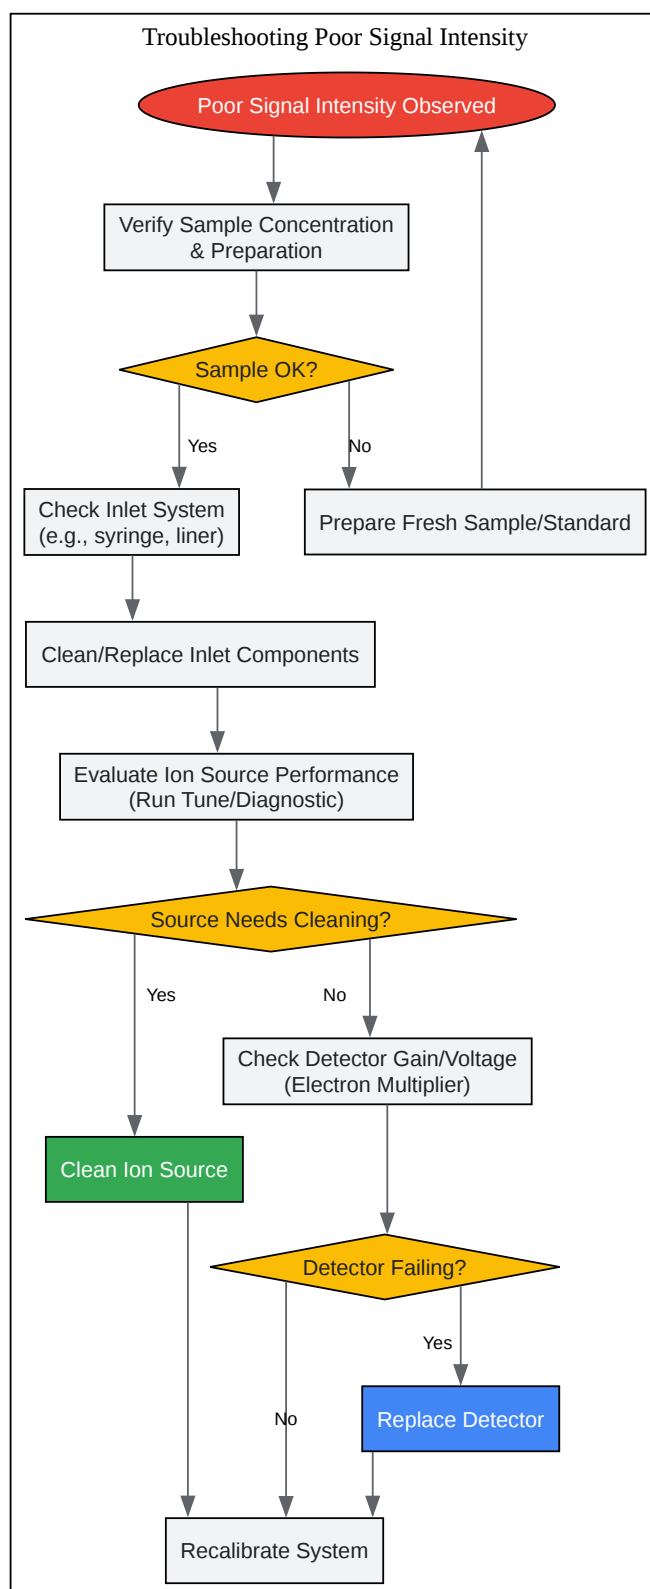 Troubleshooting Poor Signal Intensity
Poor Signal Intensity Observed
Verify Sample Concentration
& Preparation
Sample OK?
Yes
No
Check Inlet System
(e.g., syringe, liner)
Prepare Fresh Sample/Standard
Clean/Replace Inlet Components
Evaluate Ion Source Performance
(Run Tune/Diagnostic)
Source Needs Cleaning?
Yes
No
Check Detector Gain/Voltage
(Electron Multiplier)
Clean Ion Source
Detector Failing?
Yes
No
Replace Detector
Recalibrate System